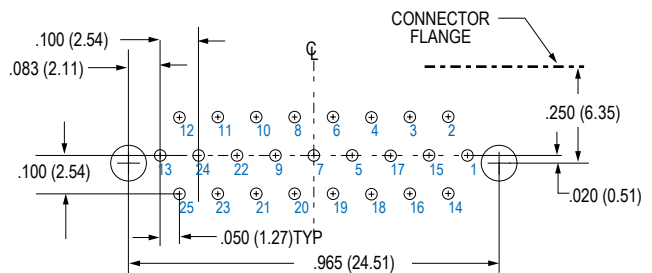 .100 (2.54)
.083 (2.11)
℄
CONNECTOR
FLANGE
.250 (6.35)
12 11 10 8 6 4 3 2
13 24 22 9 7 5 17 15 1
.100 (2.54)
.020 (0.51)
25 23 21 20 19 18 16 14
.050 (1.27)TYP
.965 (24.51)